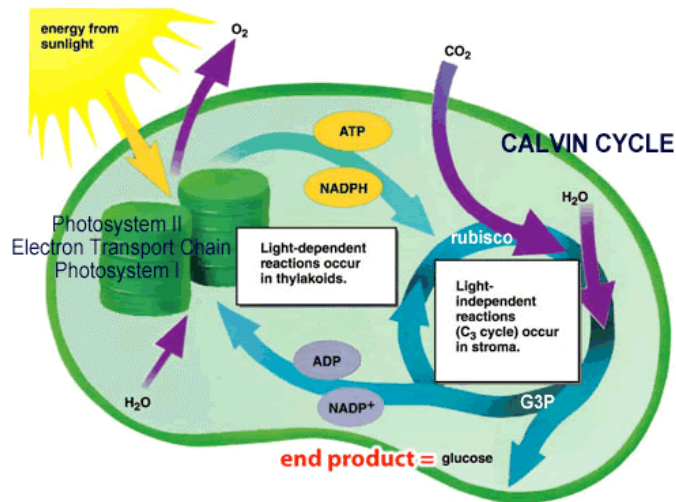 energy from
sunlight
O₂
CO₂
ATP
CALVIN CYCLE
NADPH
H₂O
Photosystem II
Electron Transport Chain
Photosystem I
rubisco
Light-dependent
reactions occur
in thylakoids.
Light-
independent
reactions
(C₃ cycle) occur
in stroma.
ADP
H₂O
NADP⁺
G3P
end product = glucose